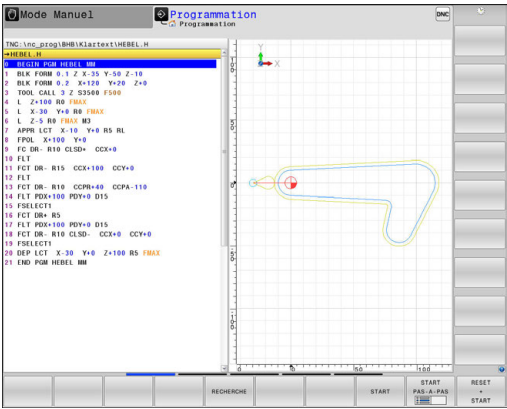 Mode Manuel
Programmation
Programmation
DNC
TNC:\nc_prog\BHB\Klartext\HEBEL.H
→HEBEL.H
0 BEGIN PGM HEBEL MM
1 BLK FORM 0.1 Z X-35 Y-50 Z-10
2 BLK FORM 0.2 X+120 Y+20 Z+0
3 TOOL CALL 3 Z S3500 F500
4 L Z+100 R0 FMAX
5 L X-30 Y+0 R0 FMAX
6 L Z-5 R0 FMAX M3
7 APPR LCT X-10 Y+0 R5 RL
8 FPOL X+100 Y+0
9 FC DR- R10 CLSD+ CCX+0
10 FLT
11 FCT DR- R15 CCX+100 CCY+0
12 FLT
13 FCT DR- R10 CCPR+40 CCPA-110
14 FLT PDX+100 PDY+0 D15
15 FSELECT1
16 FCT DR+ R5
17 FLT PDX+100 PDY+0 D15
18 FCT DR- R10 CLSD- CCX+0 CCY+0
19 FSELECT1
20 DEP LCT X-30 Y+0 Z+100 R5 FMAX
21 END PGM HEBEL MM
Y
X
0
50
100
RECHERCHE
START
START
PAS-A-PAS
RESET
+
START